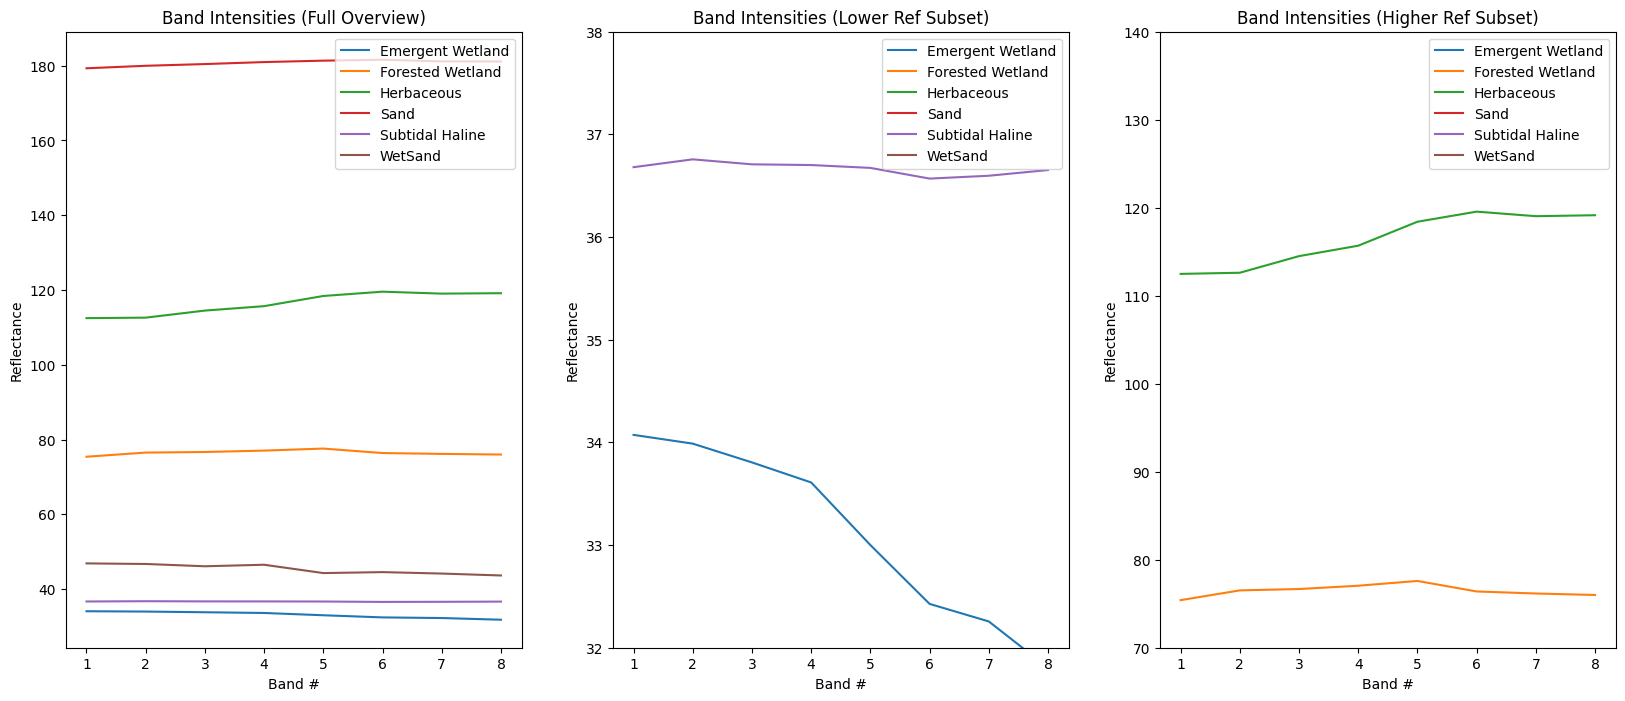 Band Intensities (Full Overview)
Reflectance
180
160
140
120
100
80
60
40
Emergent Wetland
Forested Wetland
Herbaceous
Sand
Subtidal Haline
WetSand
1 2 3 4 5 6 7 8
Band #
Band Intensities (Lower Ref Subset)
Reflectance
38
37
36
35
34
33
32
Emergent Wetland
Forested Wetland
Herbaceous
Sand
Subtidal Haline
WetSand
1 2 3 4 5 6 7 8
Band #
Band Intensities (Higher Ref Subset)
Reflectance
140
130
120
110
100
90
80
70
Emergent Wetland
Forested Wetland
Herbaceous
Sand
Subtidal Haline
WetSand
1 2 3 4 5 6 7 8
Band #